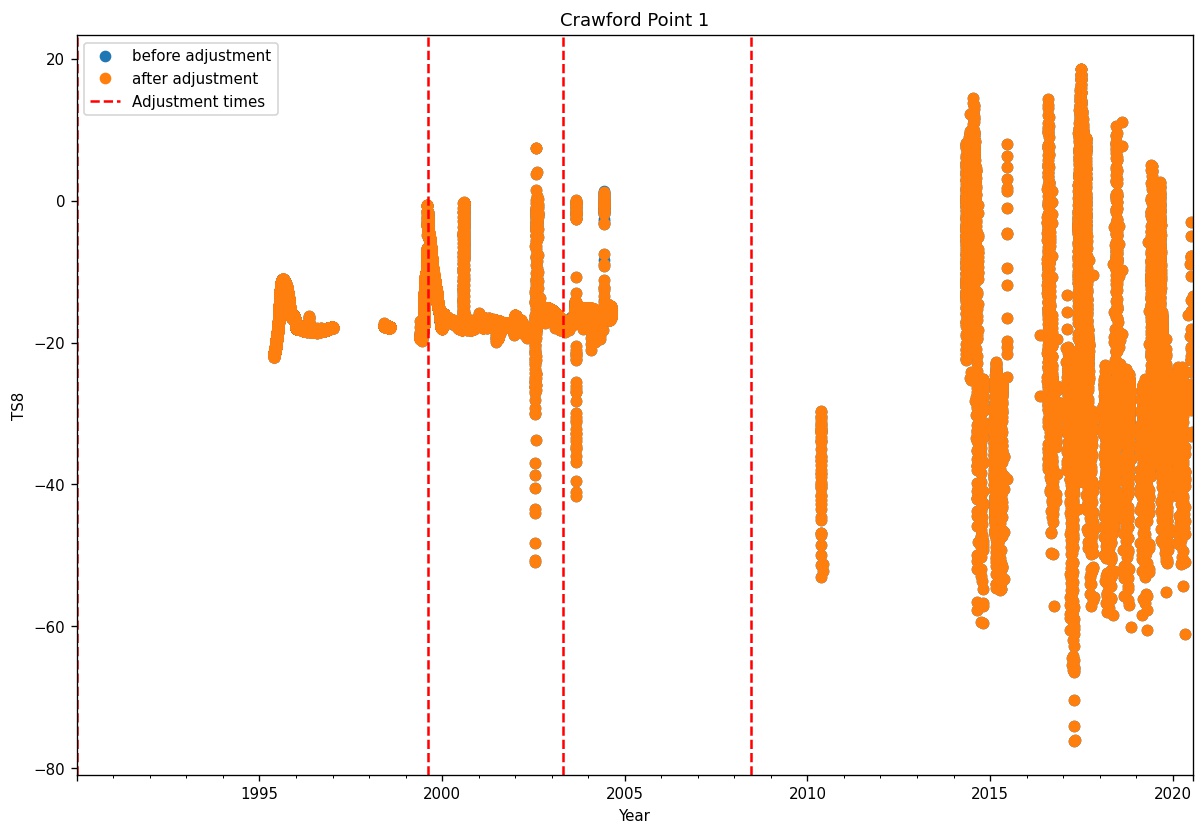 Crawford Point 1
before adjustment
after adjustment
Adjustment times
20
0
−20
−40
−60
−80
TS8
1995
2000
2005
2010
2015
2020
Year